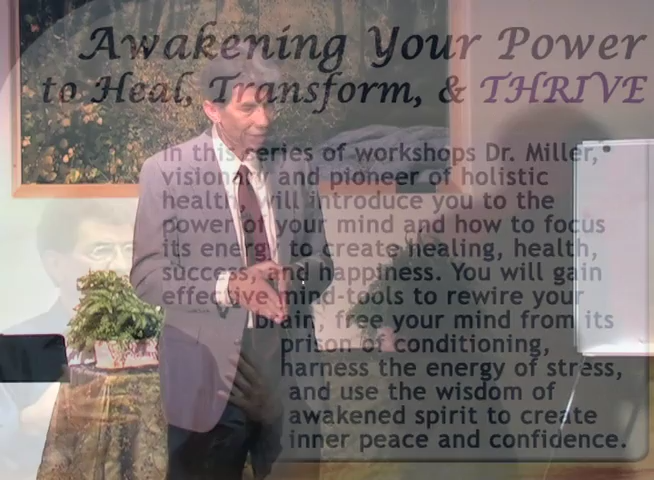 Awakening Your Power
to Heal, Transform, & THRIVE
In this series of workshops Dr. Miller,
visionary and pioneer of holistic
health, will introduce you to the
power of your mind and how to focus
its energy to create healing, health,
success, and happiness. You will gain
effective mind-tools to rewire your
brain, free your mind from its
prison of conditioning,
harness the energy of stress,
and use the wisdom of
awakened spirit to create
inner peace and confidence.